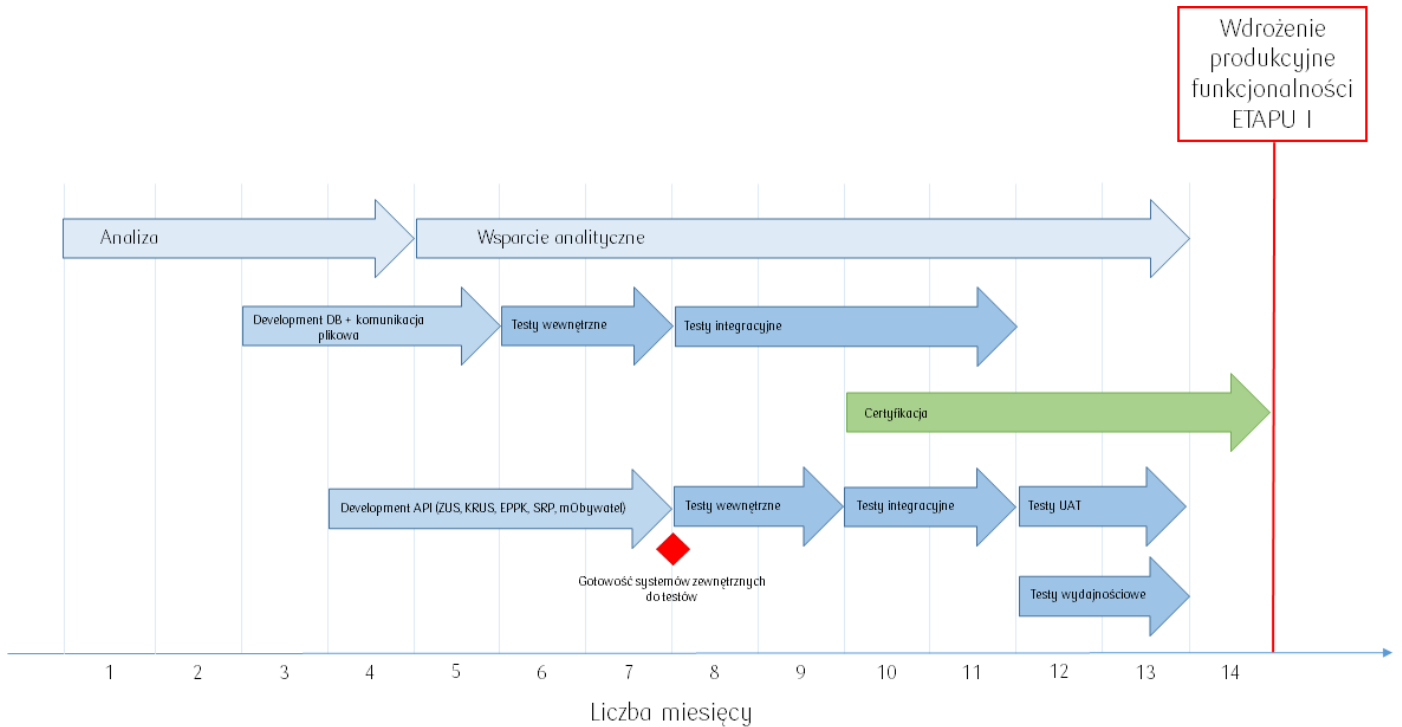 Wdrożenie
produkcyjne
funkcjonalności
ETAPU I
Analiza
Wsparcie analityczne
Development DB + komunikacja
plikowa
Testy wewnętrzne
Testy integracyjne
Certyfikacja
Development API (ZUS, KRUS, EPPK, SRP, mObywatel)
Testy wewnętrzne
Testy integracyjne
Testy UAT
Gotowość systemów zewnętrznych
do testów
Testy wydajnościowe
1 2 3 4 5 6 7 8 9 10 11 12 13 14
Liczba miesięcy